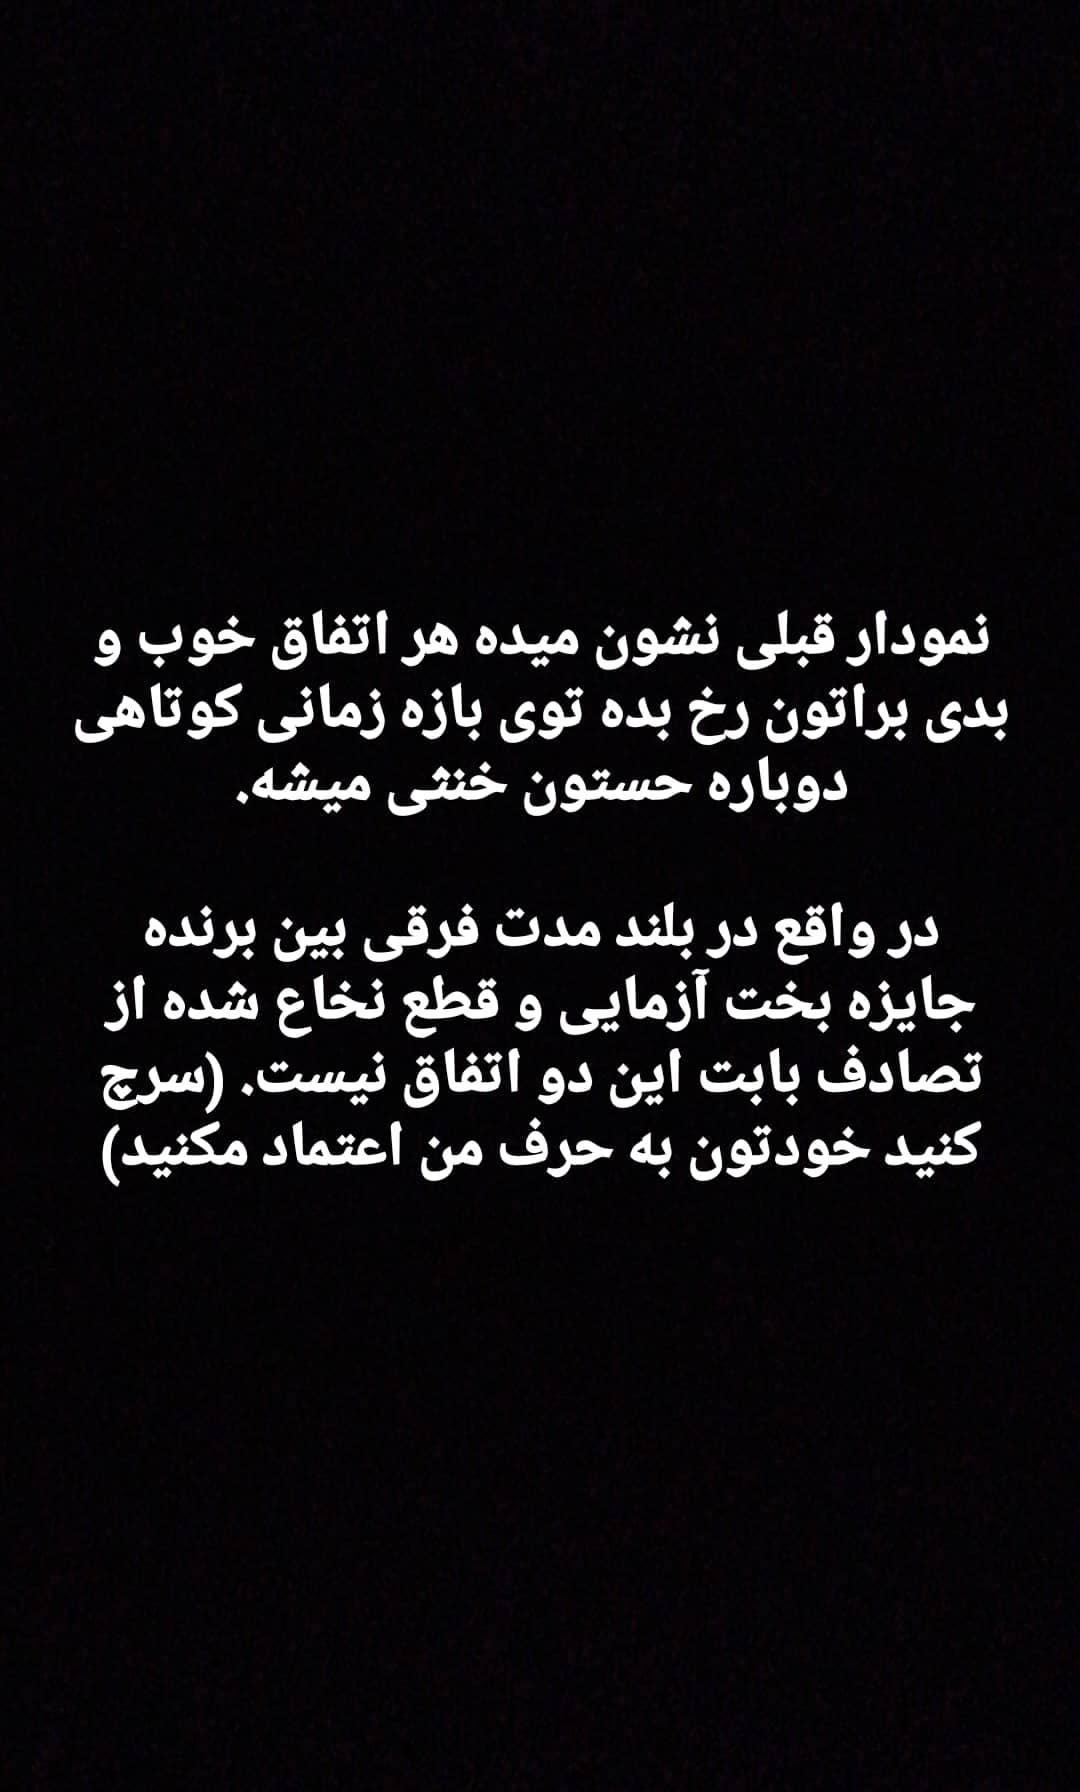 نمودار قبلی نشون میده هر اتفاق خوب و
بدی براتون رخ بده توی بازه زمانی کوتاهی
دوباره حستون خنثی میشه.
در واقع در بلند مدت فرقی بین برنده
جایزه بخت آزمایی و قطع نخاع شده از
تصادف بابت این دو اتفاق نیست. (سرچ
کنید خودتون به حرف من اعتماد مکنید)